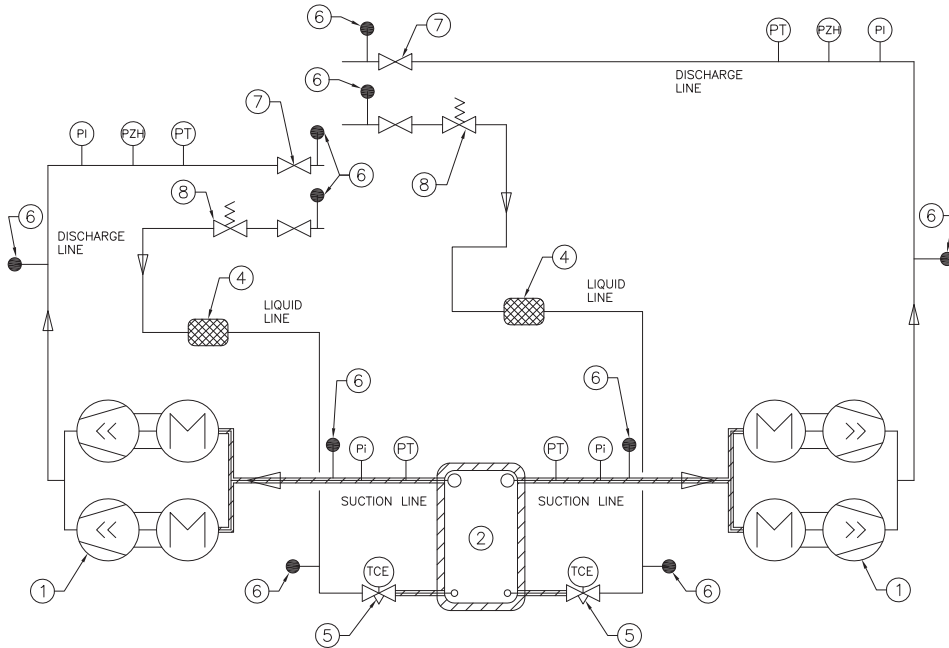 6
7
PT
PZH
PI
DISCHARGE
LINE
6
7
PI
PZH
PT
6
8
8
6
6
DISCHARGE
LINE
4
4
LIQUID
LINE
LIQUID
LINE
6
6
M
M
Pi
PT
PT
Pi
SUCTION LINE
SUCTION LINE
M
M
2
1
6
TCE
TCE
6
1
5
5